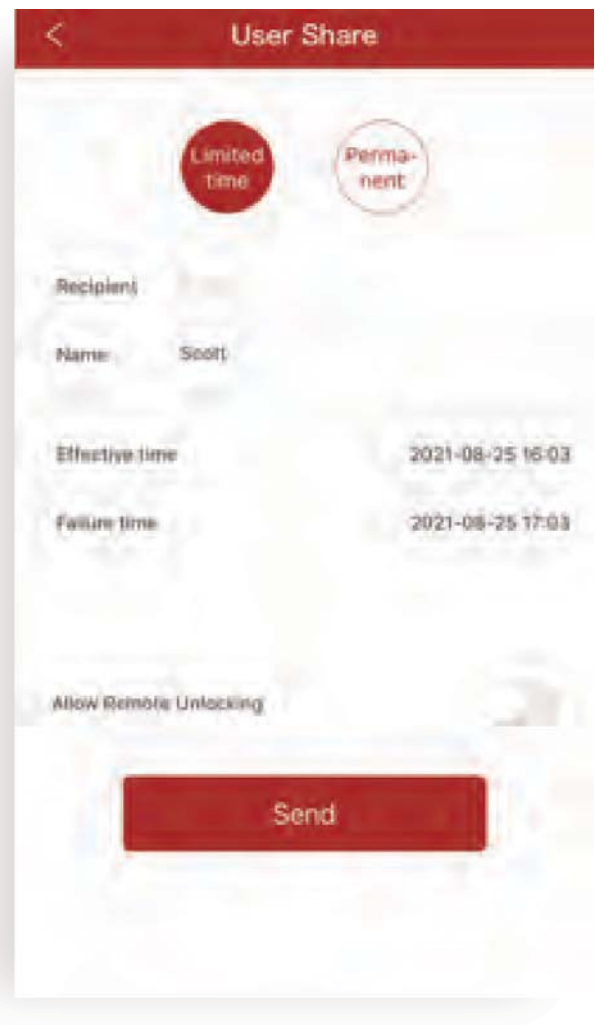 User Share
Limited
time
Perma-
nent
Recipient
Name Scott
Effective time 2021-08-25 16:03
Failure time 2021-08-25 17:03
Allow Remote Unlocking
Send